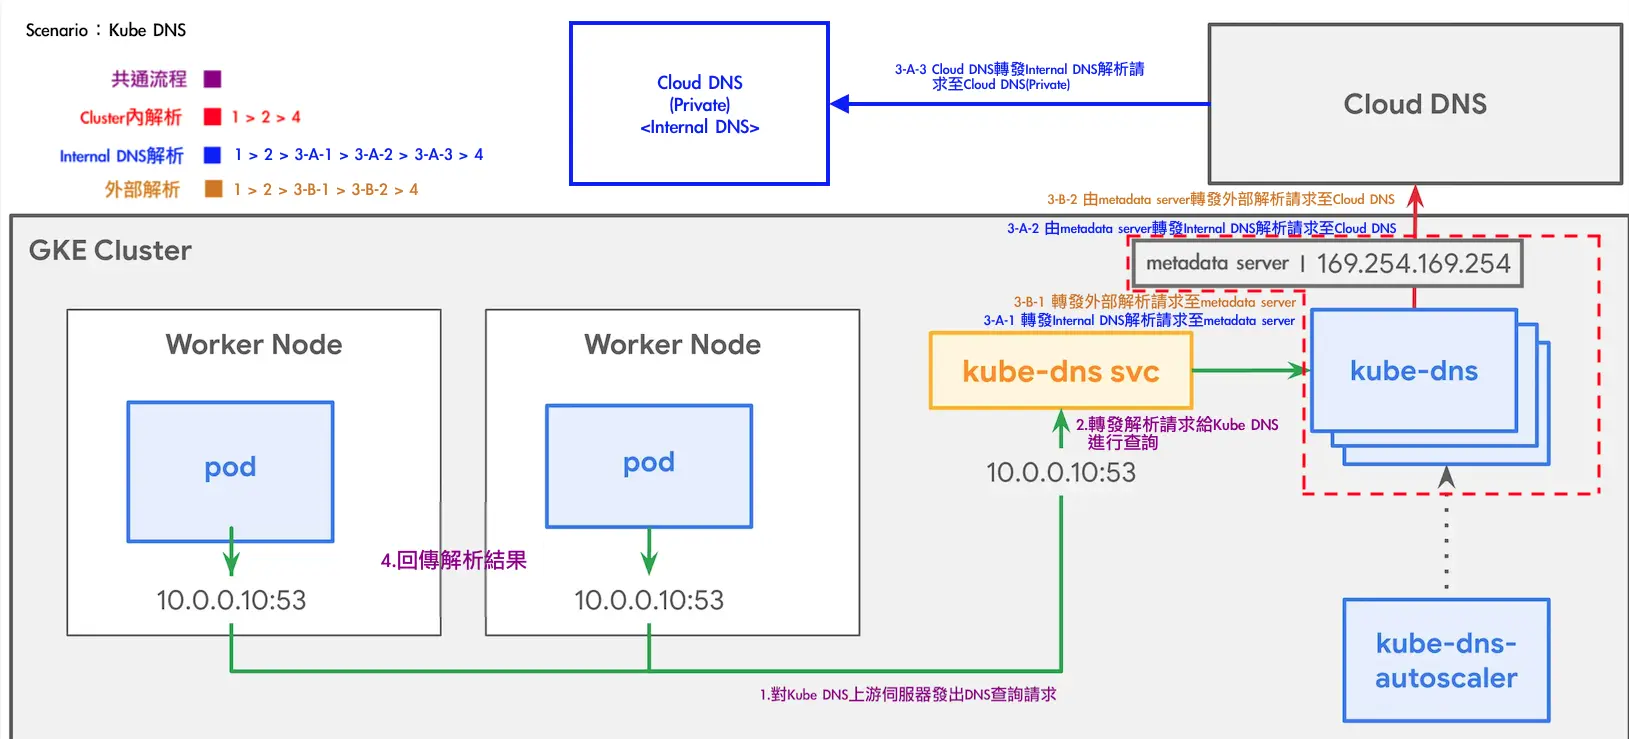 Scenario：Kube DNS
共通流程
Cluster內解析 1 > 2 > 4
Internal DNS解析 1 > 2 > 3-A-1 > 3-A-2 > 3-A-3 > 4
外部解析 1 > 2 > 3-B-1 > 3-B-2 > 4
Cloud DNS
(Private)
<Internal DNS>
3-A-3 Cloud DNS轉發Internal DNS解析請
求至Cloud DNS(Private)
Cloud DNS
3-B-2 由metadata server轉發外部解析請求至Cloud DNS
3-A-2 由metadata server轉發Internal DNS解析請求至Cloud DNS
GKE Cluster
metadata server | 169.254.169.254
3-B-1 轉發外部解析請求至metadata server
3-A-1 轉發Internal DNS解析請求至metadata server
Worker Node
pod
10.0.0.10:53
Worker Node
pod
10.0.0.10:53
4.回傳解析結果
kube-dns svc
kube-dns
2.轉發解析請求給Kube DNS
進行查詢
10.0.0.10:53
1.對Kube DNS上游伺服器發出DNS查詢請求
kube-dns-
autoscaler